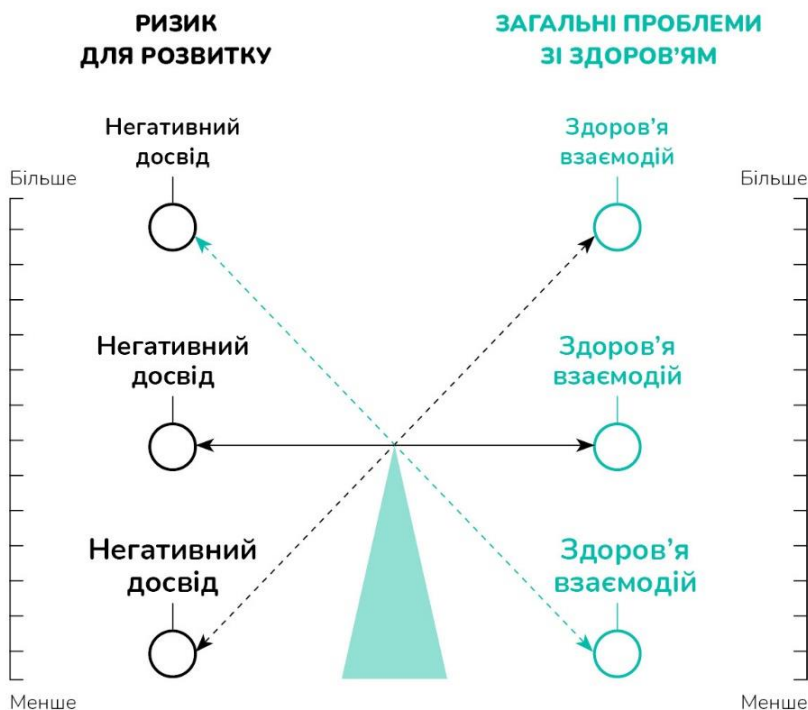 РИЗИК
ДЛЯ РОЗВИТКУ
ЗАГАЛЬНІ ПРОБЛЕМИ
ЗІ ЗДОРОВ’ЯМ
Негативний
досвід
Здоров’я
взаємодій
Більше
Більше
Негативний
досвід
Здоров’я
взаємодій
Негативний
досвід
Здоров’я
взаємодій
Менше
Менше